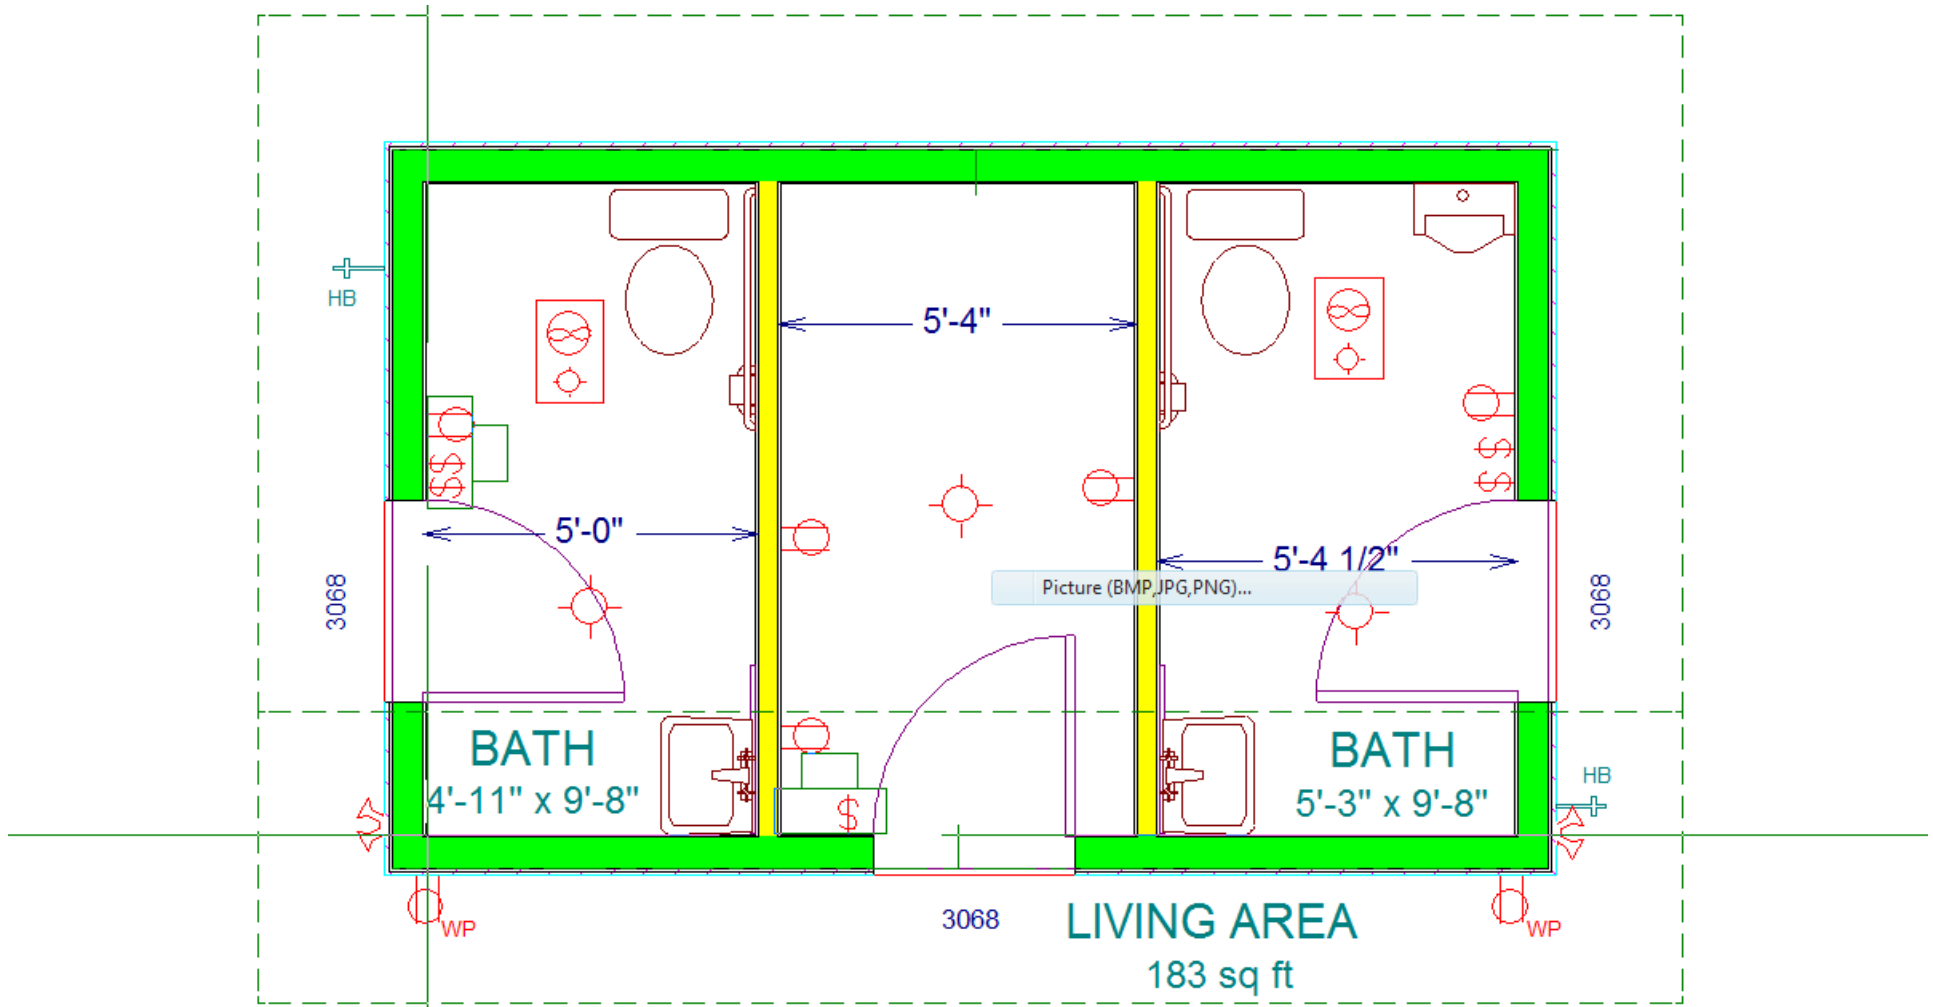 HB
5'-4"
$$
$$
5'-0"
$ $
$ $
5'-4 1/2"
3068
Picture (BMP,JPG,PNG)...
3068
BATH
4'-11" x 9'-8"
$
BATH
5'-3" x 9'-8"
HB
WP
3068
LIVING AREA
183 sq ft
WP